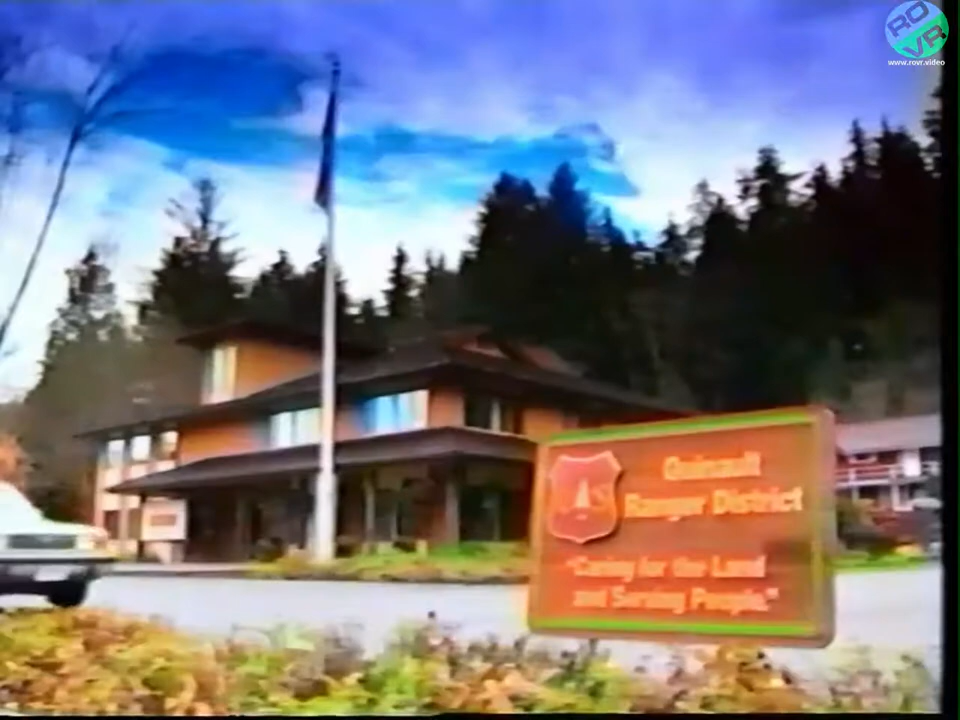 RO
VR
www.rovr.video
Quinault
Ranger District
"Caring for the Land
and Serving People."